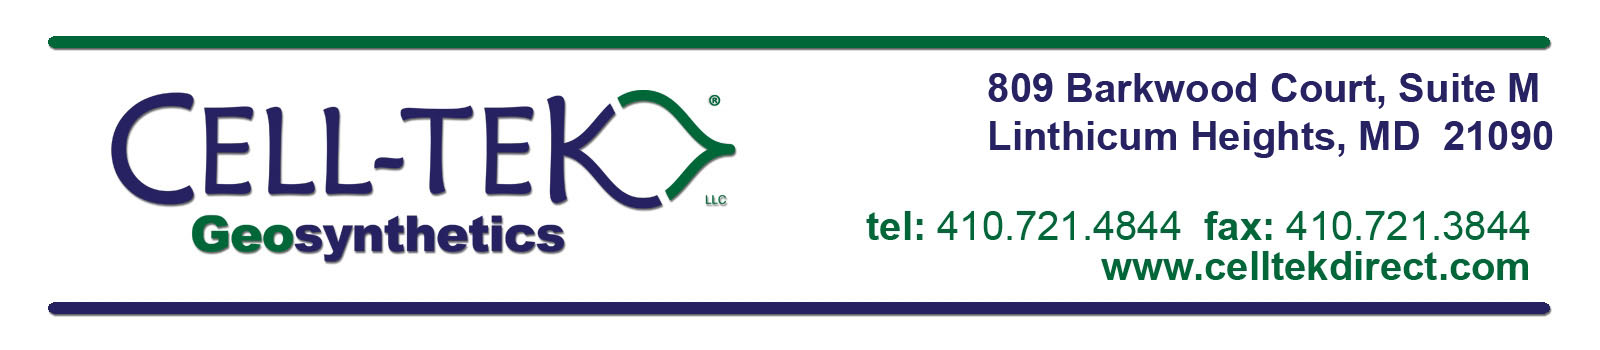 CELL-TEK®
LLC
Geosynthetics
809 Barkwood Court, Suite M
Linthicum Heights, MD  21090
tel: 410.721.4844  fax: 410.721.3844
www.celltekdirect.com